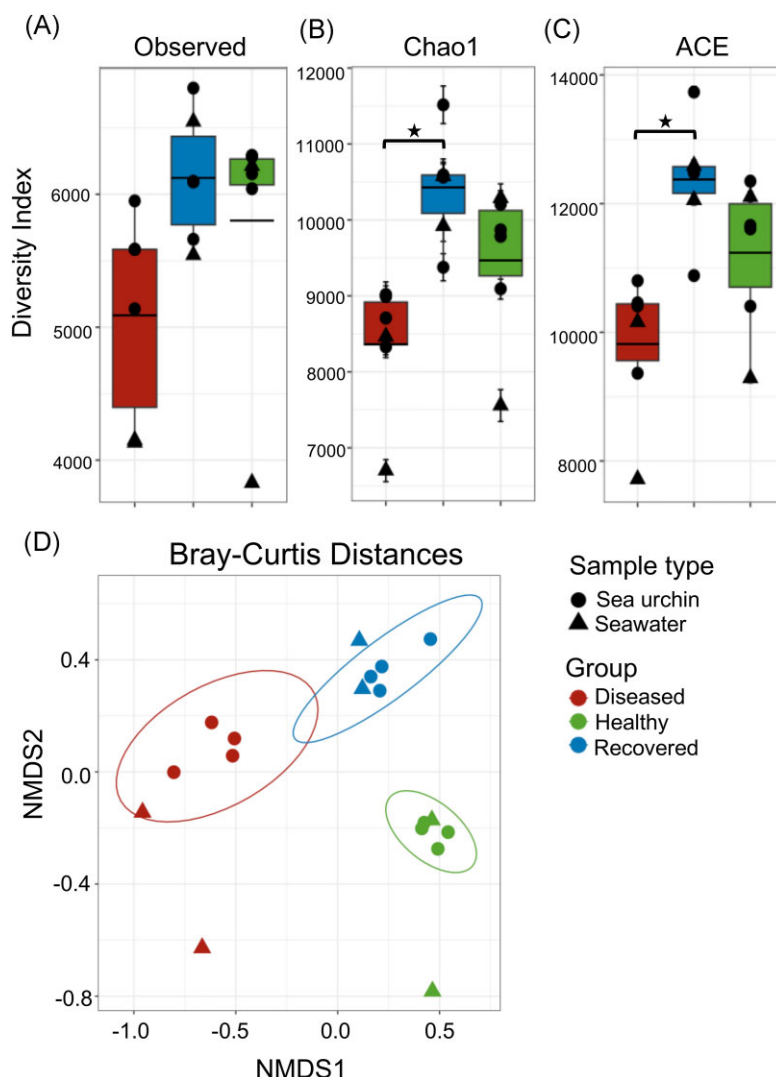 (A)
Observed
(B)
Chao1
(C)
ACE
Diversity Index
6000
5000
4000
12000
11000
10000
9000
8000
7000
14000
12000
10000
8000
★
★
(D)
Bray-Curtis Distances
NMDS2
0.4
0.0
-0.4
-0.8
-1.0
-0.5
0.0
0.5
NMDS1
Sample type
Sea urchin
Seawater
Group
Diseased
Healthy
Recovered